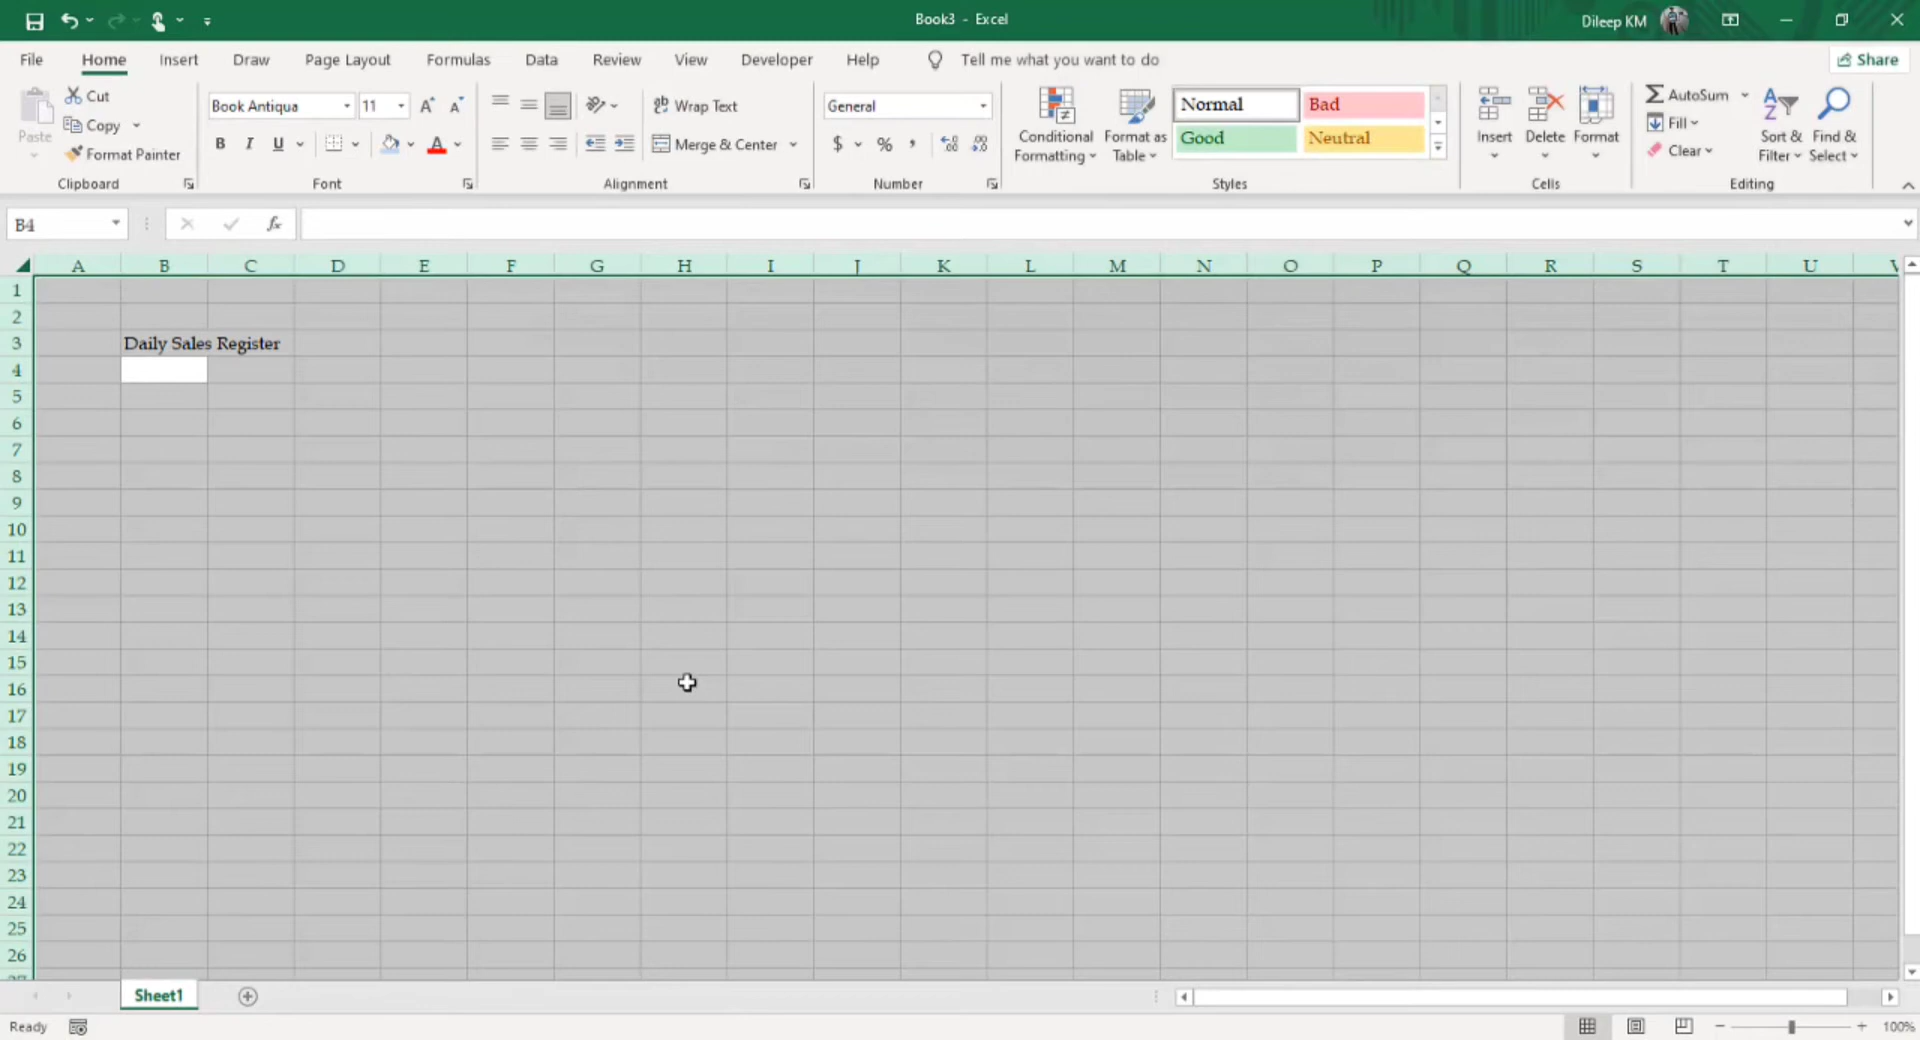 Book3 - Excel
Dileep KM
File Home Insert Draw Page Layout Formulas Data Review View Developer Help Tell me what you want to do Share
Paste
Cut
Copy
Format Painter
Clipboard
Book Antiqua 11
B I U
Font
Wrap Text
Merge & Center
Alignment
General
$ % ,
Number
Conditional Formatting
Format as Table
Normal Bad
Good Neutral
Styles
Insert Delete Format
Cells
AutoSum
Fill
Clear
Sort & Filter
Find & Select
Editing
B4 fx
A B C D E F G H I J K L M N O P Q R S T U V
1
2
3 Daily Sales Register
4
5
6
7
8
9
10
11
12
13
14
15
16
17
18
19
20
21
22
23
24
25
26
27
Sheet1
Ready 100%